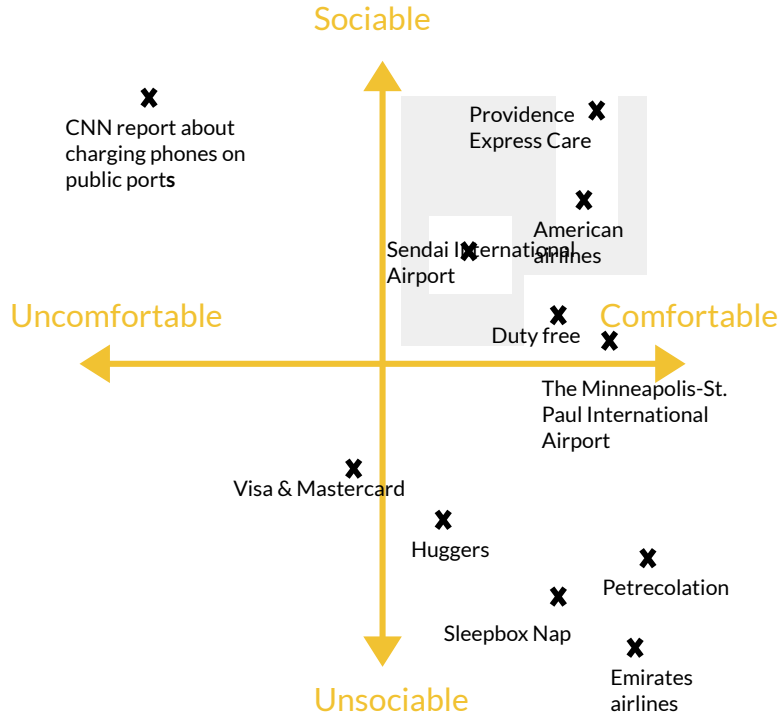 Sociable
CNN report about
charging phones on
public ports
Providence
Express Care
American
airlines
Sendai International
Airport
Uncomfortable
Comfortable
Duty free
The Minneapolis-St.
Paul International
Airport
Visa & Mastercard
Huggers
Petrecolation
Sleepbox Nap
Emirates
airlines
Unsociable